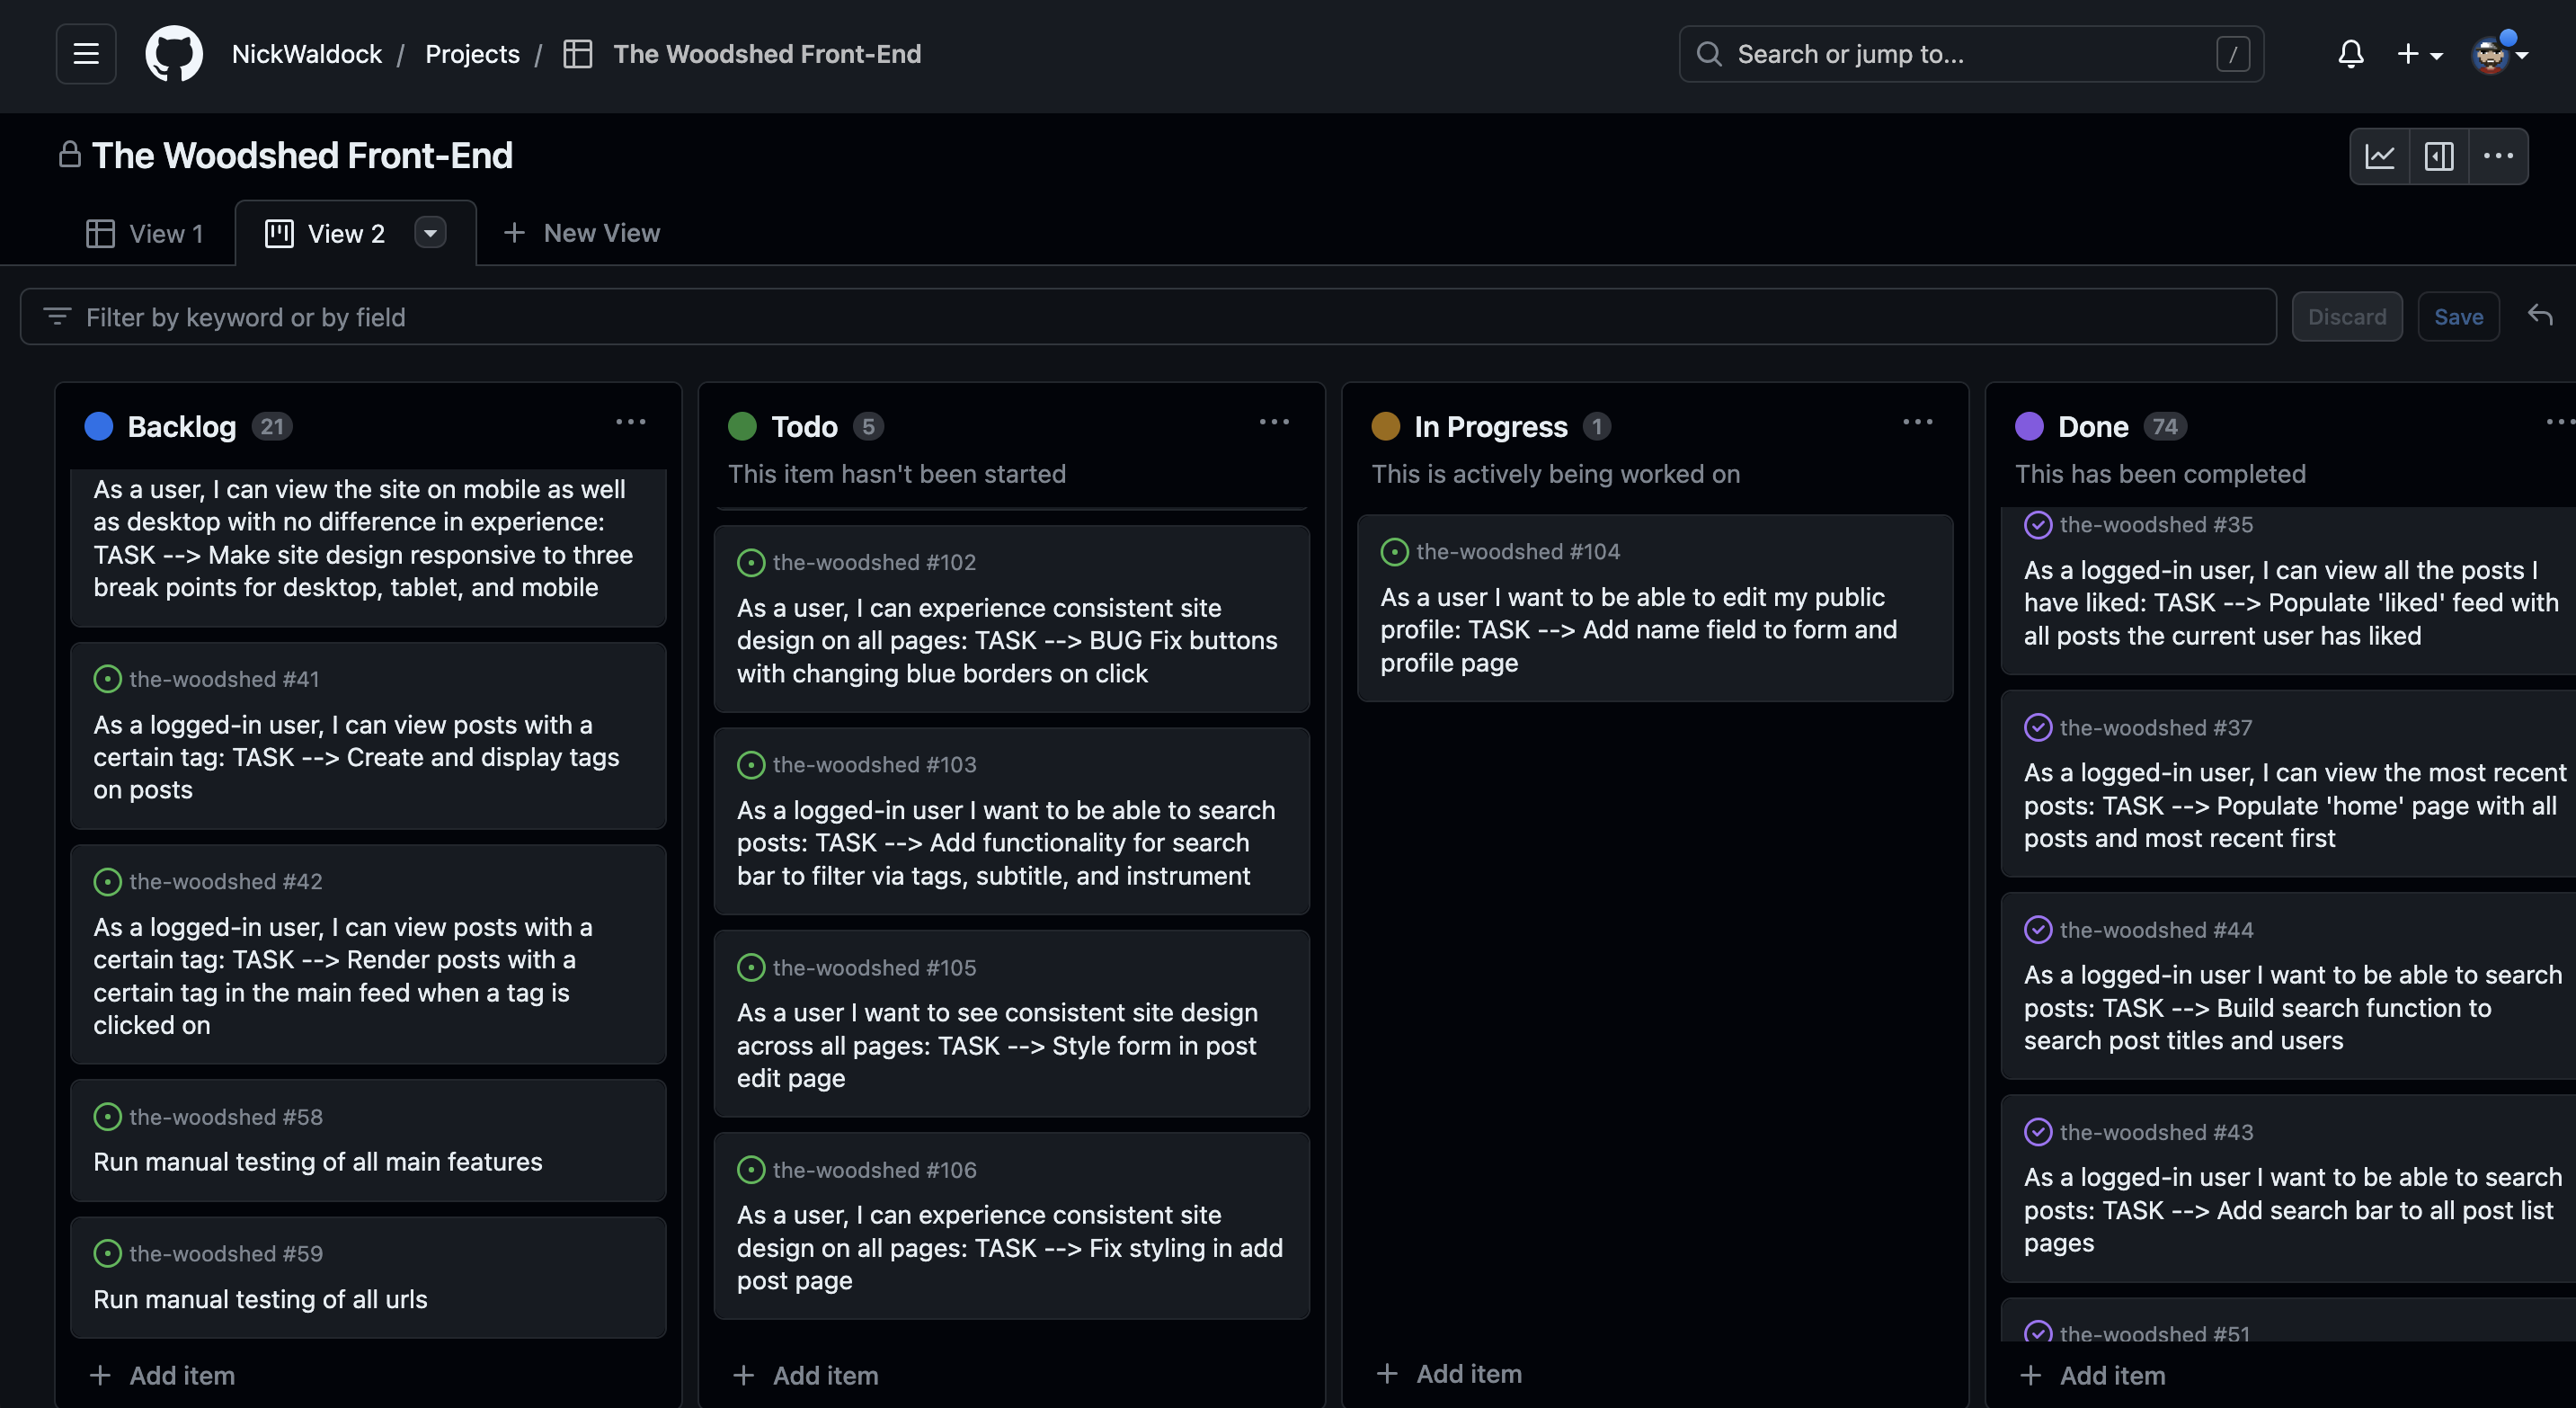 NickWaldock / Projects / The Woodshed Front-End
Search or jump to...
/
The Woodshed Front-End
View 1
View 2
New View
Filter by keyword or by field
Discard
Save
Backlog 21
As a user, I can view the site on mobile as well
as desktop with no difference in experience:
TASK --> Make site design responsive to three
break points for desktop, tablet, and mobile
the-woodshed #41
As a logged-in user, I can view posts with a
certain tag: TASK --> Create and display tags
on posts
the-woodshed #42
As a logged-in user, I can view posts with a
certain tag: TASK --> Render posts with a
certain tag in the main feed when a tag is
clicked on
the-woodshed #58
Run manual testing of all main features
the-woodshed #59
Run manual testing of all urls
Add item
Todo 5
This item hasn't been started
the-woodshed #102
As a user, I can experience consistent site
design on all pages: TASK --> BUG Fix buttons
with changing blue borders on click
the-woodshed #103
As a logged-in user I want to be able to search
posts: TASK --> Add functionality for search
bar to filter via tags, subtitle, and instrument
the-woodshed #105
As a user I want to see consistent site design
across all pages: TASK --> Style form in post
edit page
the-woodshed #106
As a user, I can experience consistent site
design on all pages: TASK --> Fix styling in add
post page
Add item
In Progress 1
This is actively being worked on
the-woodshed #104
As a user I want to be able to edit my public
profile: TASK --> Add name field to form and
profile page
Add item
Done 74
This has been completed
the-woodshed #35
As a logged-in user, I can view all the posts I
have liked: TASK --> Populate 'liked' feed with
all posts the current user has liked
the-woodshed #37
As a logged-in user, I can view the most recent
posts: TASK --> Populate 'home' page with all
posts and most recent first
the-woodshed #44
As a logged-in user I want to be able to search
posts: TASK --> Build search function to
search post titles and users
the-woodshed #43
As a logged-in user I want to be able to search
posts: TASK --> Add search bar to all post list
pages
the-woodshed #51
Add item